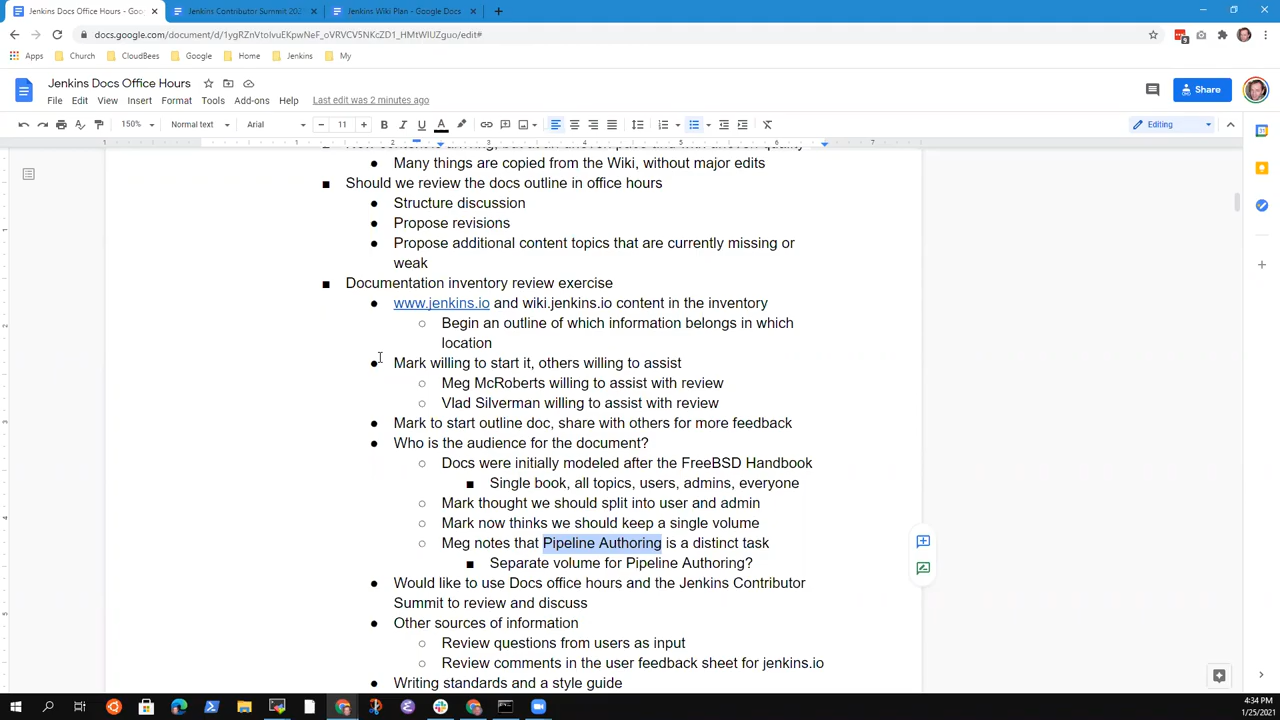 Jenkins Docs Office Hours - Goo
Jenkins Contributor Summit 202
Jenkins Wiki Plan - Google Docs
docs.google.com/document/d/1ygRZnVtoIvuEKpwNeF_oVRVCV5NKcZD1_HMtWIUZguo/edit#
Apps Church CloudBees Google Home Jenkins My
Jenkins Docs Office Hours
File Edit View Insert Format Tools Add-ons Help Last edit was 2 minutes ago
Share
150% Normal text Arial 11 Editing
Many things are copied from the Wiki, without major edits
Should we review the docs outline in office hours
Structure discussion
Propose revisions
Propose additional content topics that are currently missing or
weak
Documentation inventory review exercise
www.jenkins.io and wiki.jenkins.io content in the inventory
Begin an outline of which information belongs in which
location
Mark willing to start it, others willing to assist
Meg McRoberts willing to assist with review
Vlad Silverman willing to assist with review
Mark to start outline doc, share with others for more feedback
Who is the audience for the document?
Docs were initially modeled after the FreeBSD Handbook
Single book, all topics, users, admins, everyone
Mark thought we should split into user and admin
Mark now thinks we should keep a single volume
Meg notes that Pipeline Authoring is a distinct task
Separate volume for Pipeline Authoring?
Would like to use Docs office hours and the Jenkins Contributor
Summit to review and discuss
Other sources of information
Review questions from users as input
Review comments in the user feedback sheet for jenkins.io
Writing standards and a style guide
4:34 PM
1/25/2021